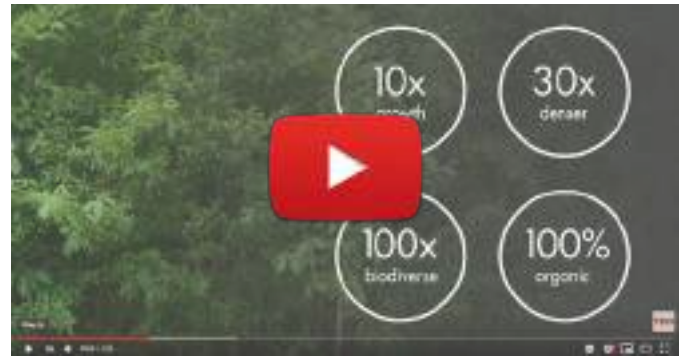 10x
growth
30x
denser
100x
biodiverse
100%
organic